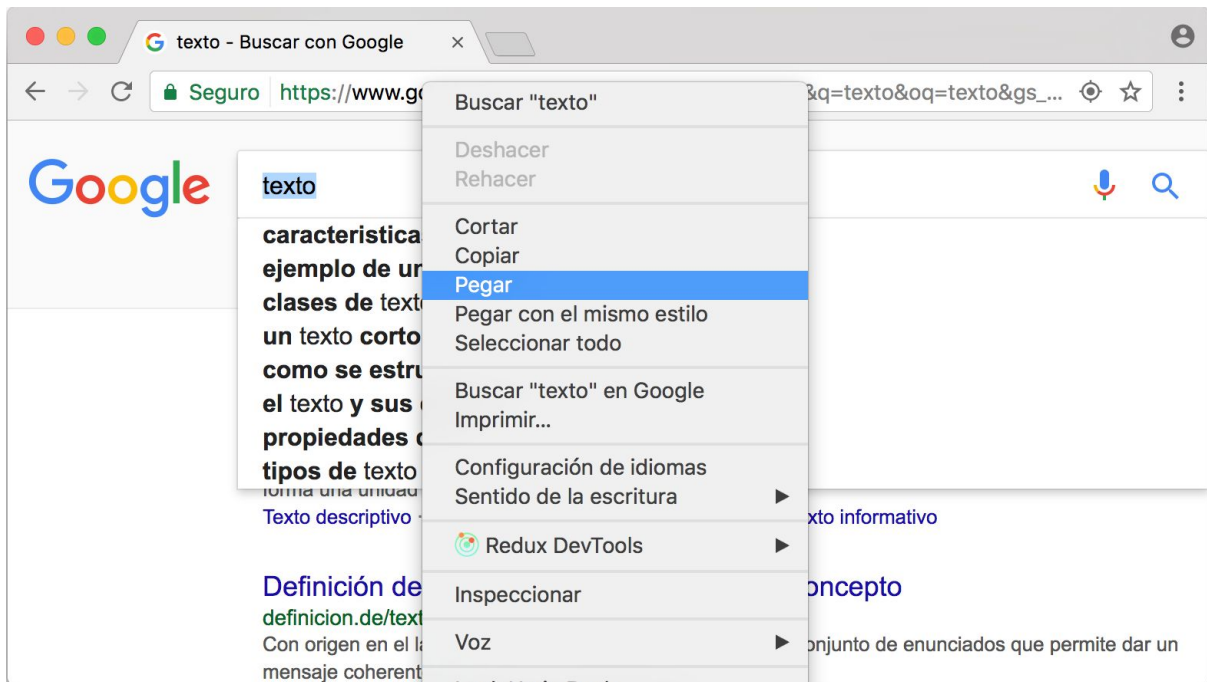 texto - Buscar con Google
Seguro https://www.go &q=texto&oq=texto&gs_...
Google
texto
caracteristica
ejemplo de un
clases de texto
un texto corto
como se estru
el texto y sus
propiedades
tipos de texto
forma una unidad
Texto descriptivo xto informativo
Definición de oncepto
definicion.de/text
Con origen en el la onjunto de enunciados que permite dar un
mensaje coherent
Buscar "texto"
Deshacer
Rehacer
Cortar
Copiar
Pegar
Pegar con el mismo estilo
Seleccionar todo
Buscar "texto" en Google
Imprimir...
Configuración de idiomas
Sentido de la escritura
Redux DevTools
Inspeccionar
Voz